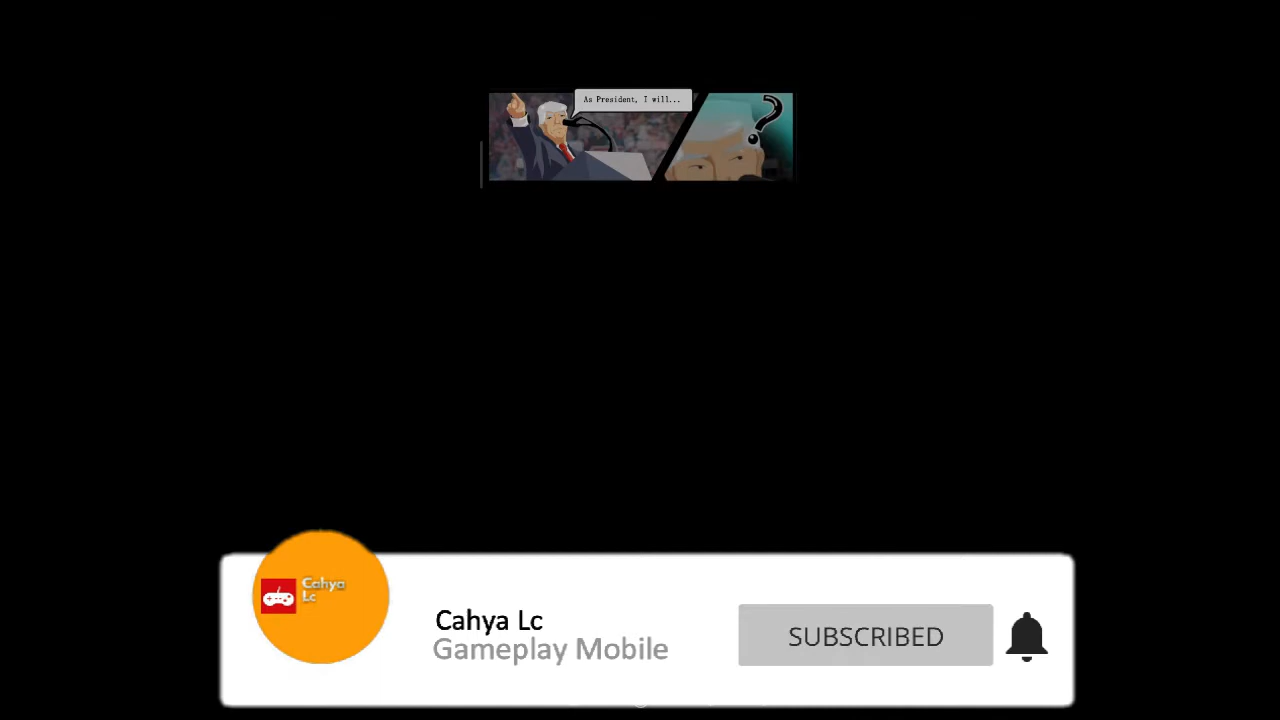 As President, I will...
?
Cahya
Lc
Cahya Lc
Gameplay Mobile
SUBSCRIBED